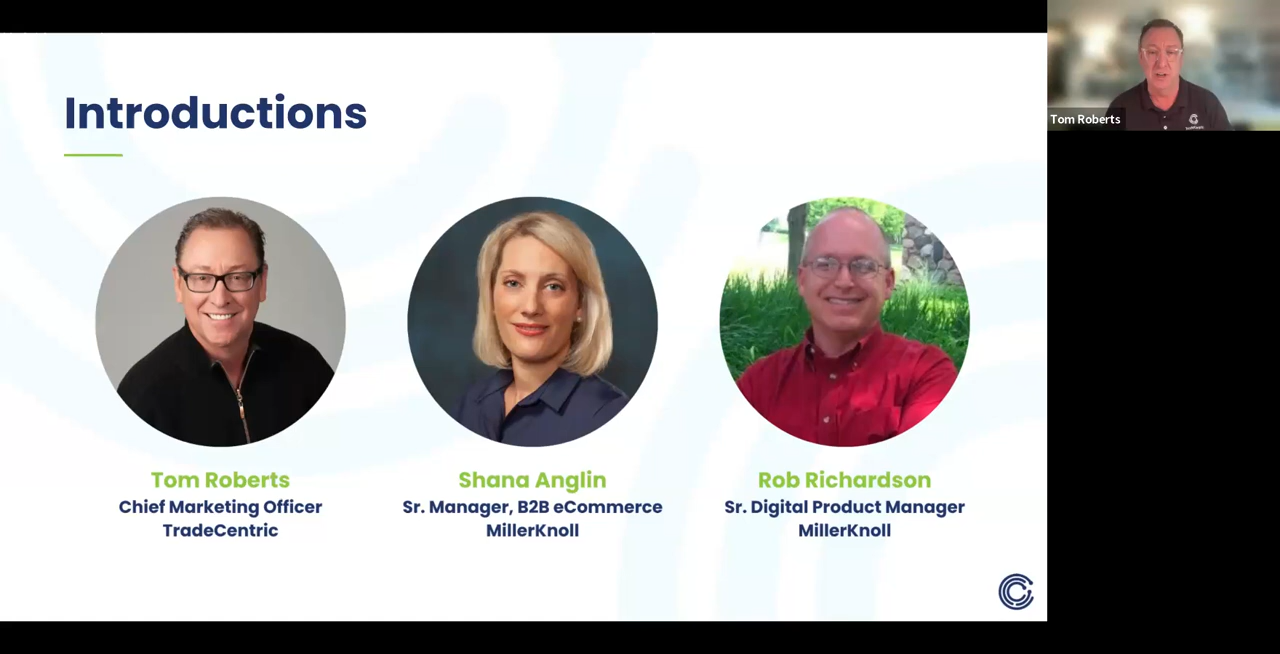 Introductions
Tom Roberts
Tom Roberts
Chief Marketing Officer
TradeCentric
Shana Anglin
Sr. Manager, B2B eCommerce
MillerKnoll
Rob Richardson
Sr. Digital Product Manager
MillerKnoll